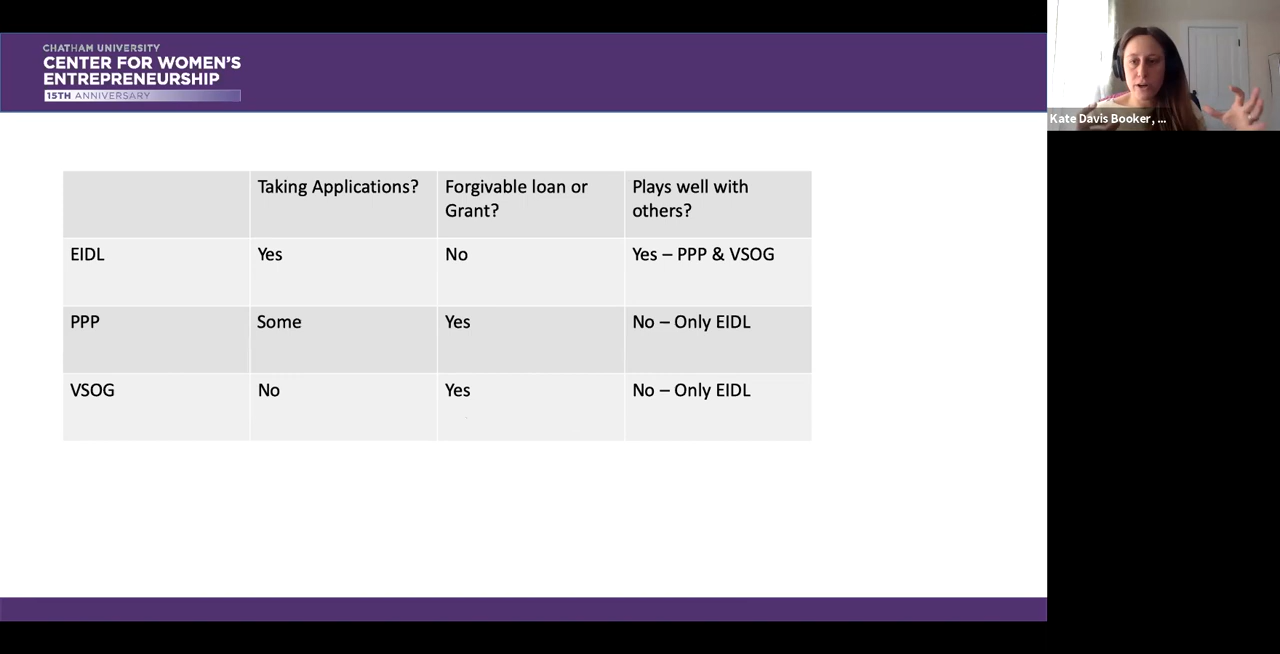 CHATHAM UNIVERSITY
CENTER FOR WOMEN'S
ENTREPRENEURSHIP
15TH ANNIVERSARY
Kate Davis Booker, ...
Taking Applications?
Forgivable loan or
Grant?
Plays well with
others?
EIDL
Yes
No
Yes – PPP & VSOG
PPP
Some
Yes
No – Only EIDL
VSOG
No
Yes
No – Only EIDL